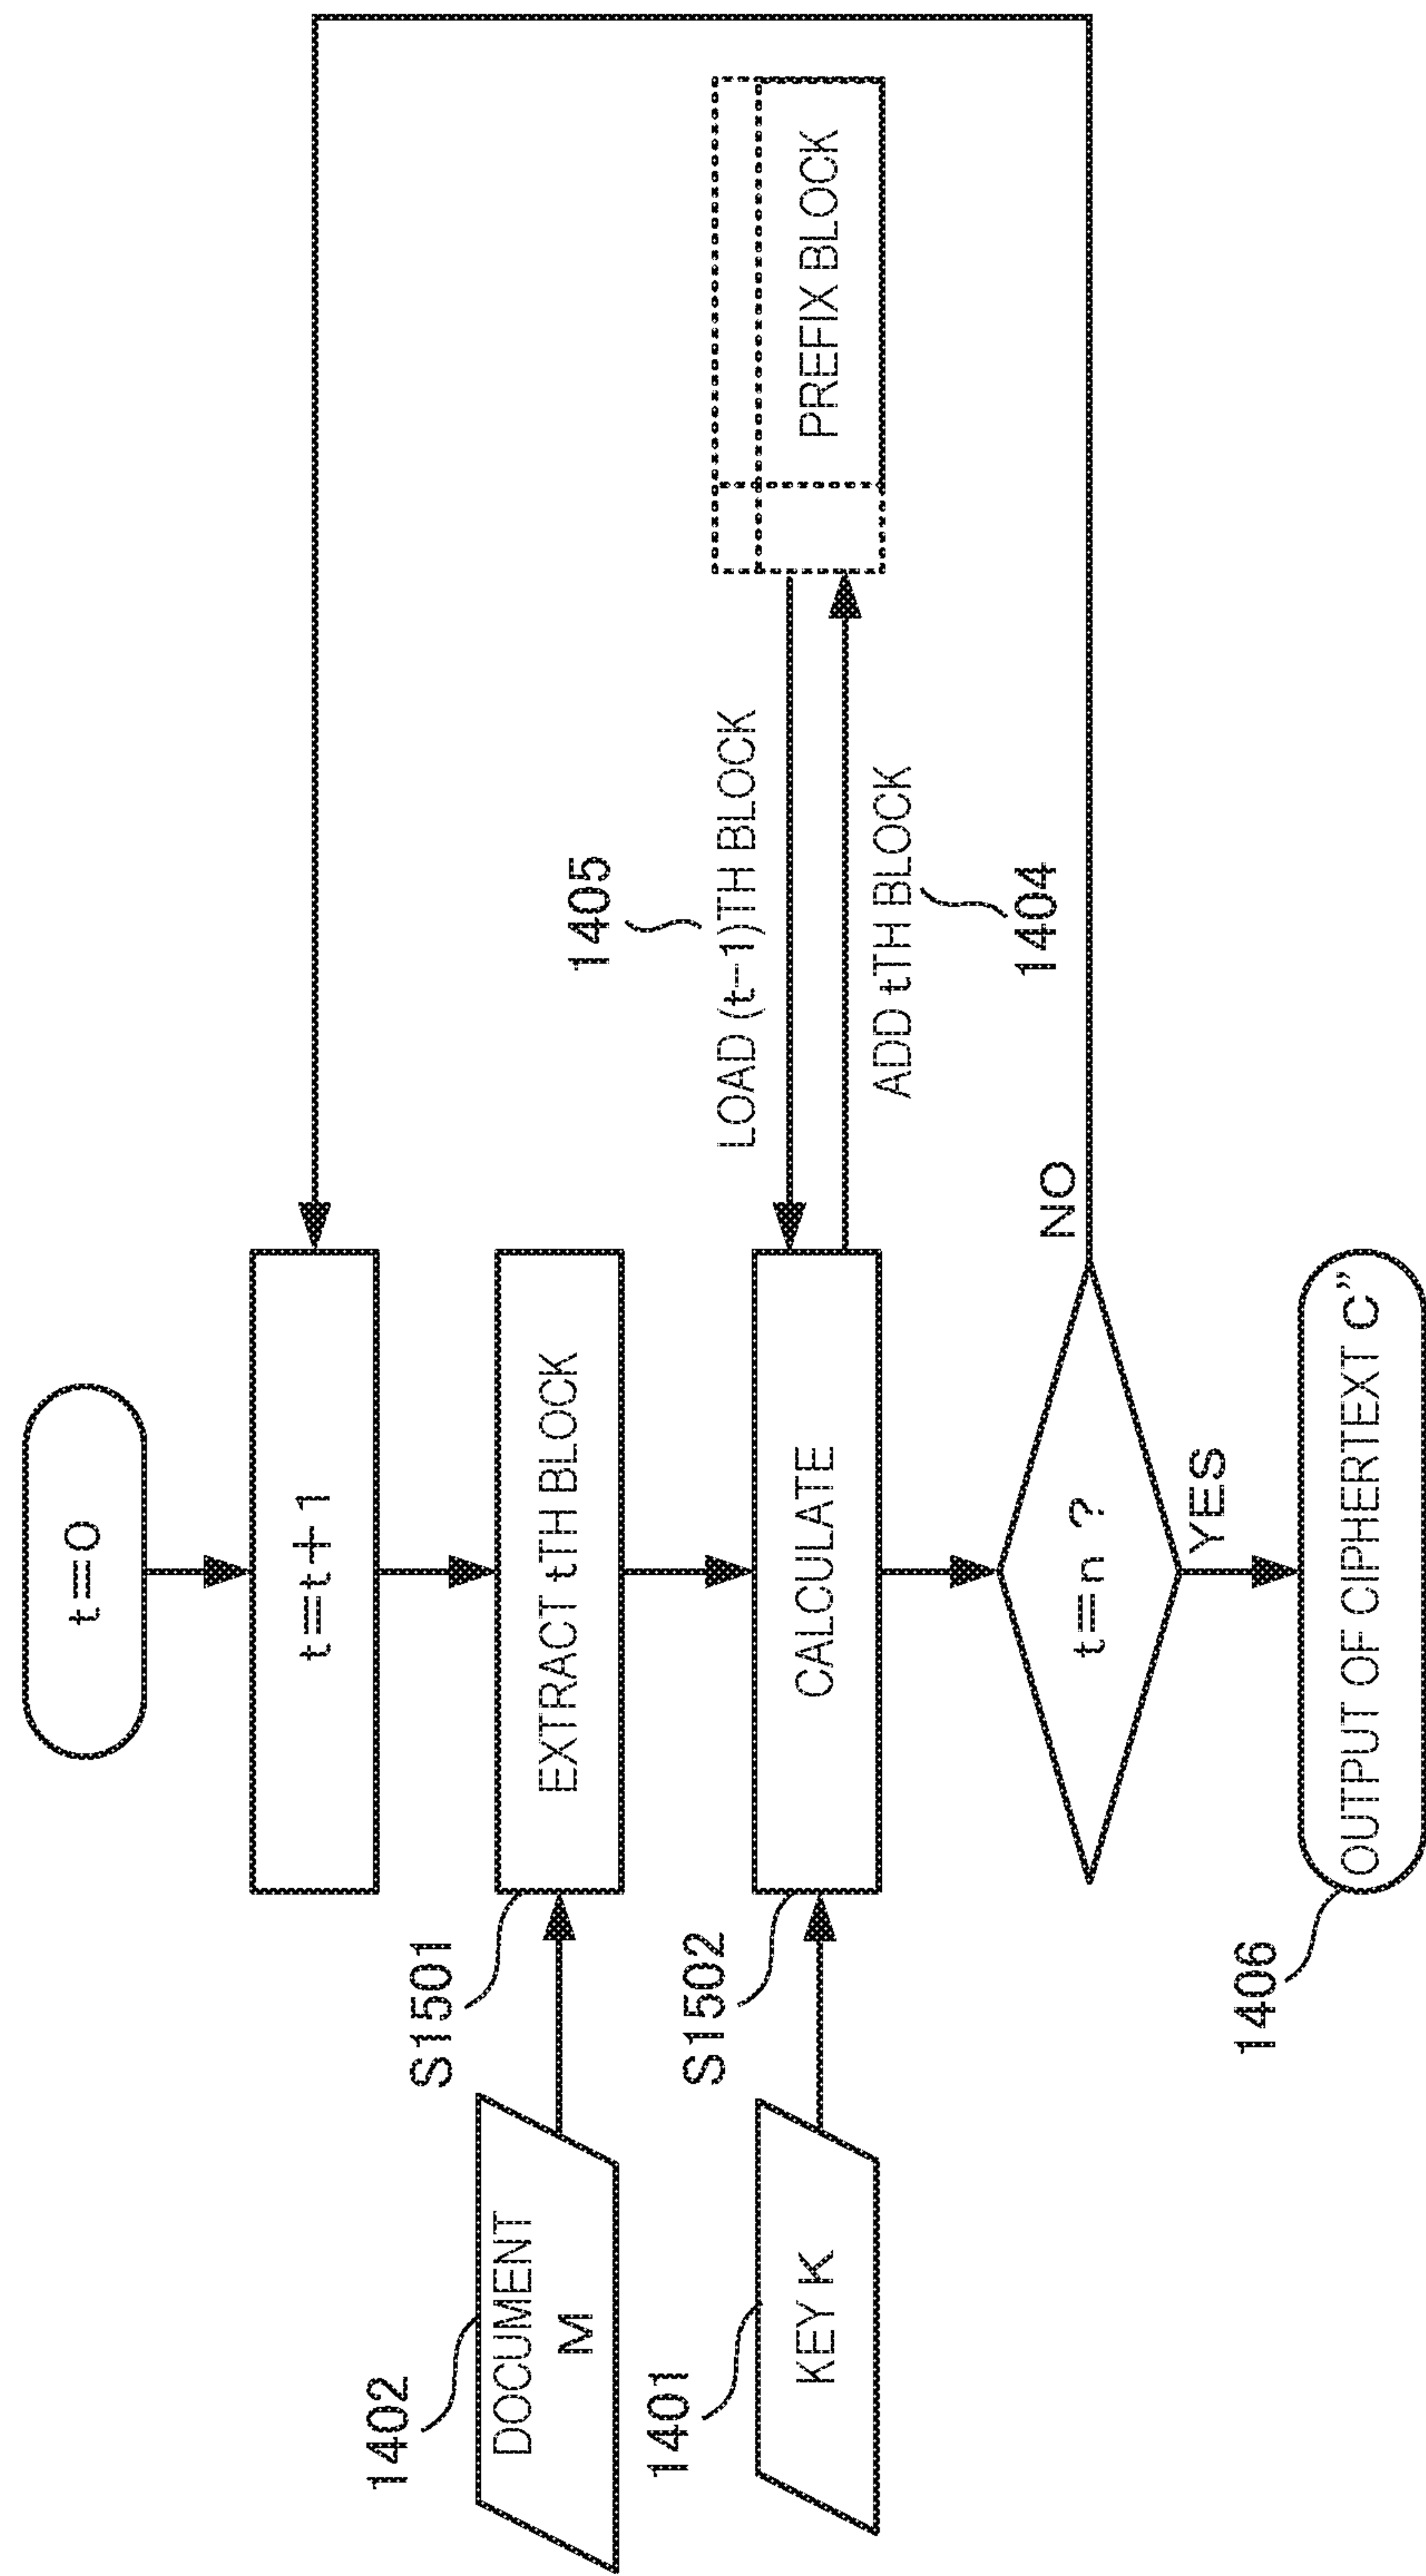 t=0
t=t+1
1402
DOCUMENT
M
S1501
EXTRACT tTH BLOCK
1405
LOAD (t-1)TH BLOCK
1401
KEY K
S1502
CALCULATE
PREFIX BLOCK
ADD tTH BLOCK
1404
t=n ?
NO
YES
1406
OUTPUT OF CIPHERTEXT C”